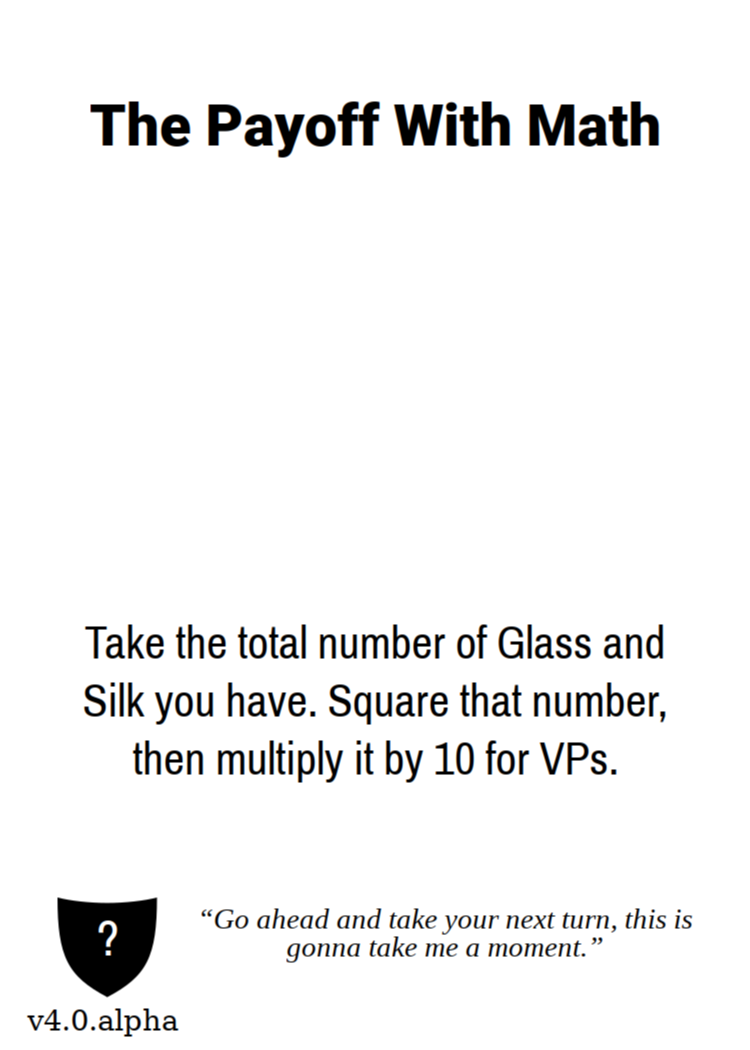 The Payoff With Math
Take the total number of Glass and
Silk you have. Square that number,
then multiply it by 10 for VPs.
?
“Go ahead and take your next turn, this is
gonna take me a moment.”
v4.0.alpha